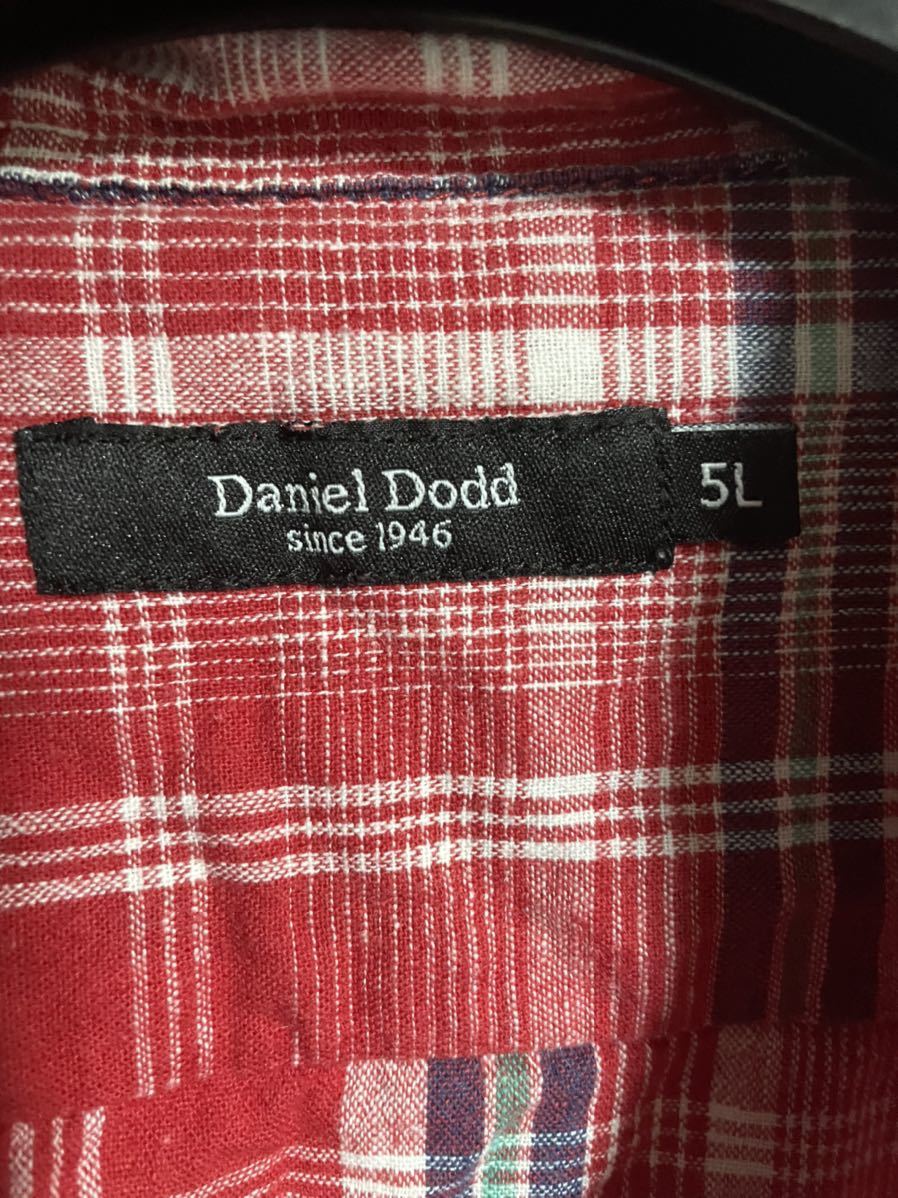 Daniel Dodd
since 1946
5L